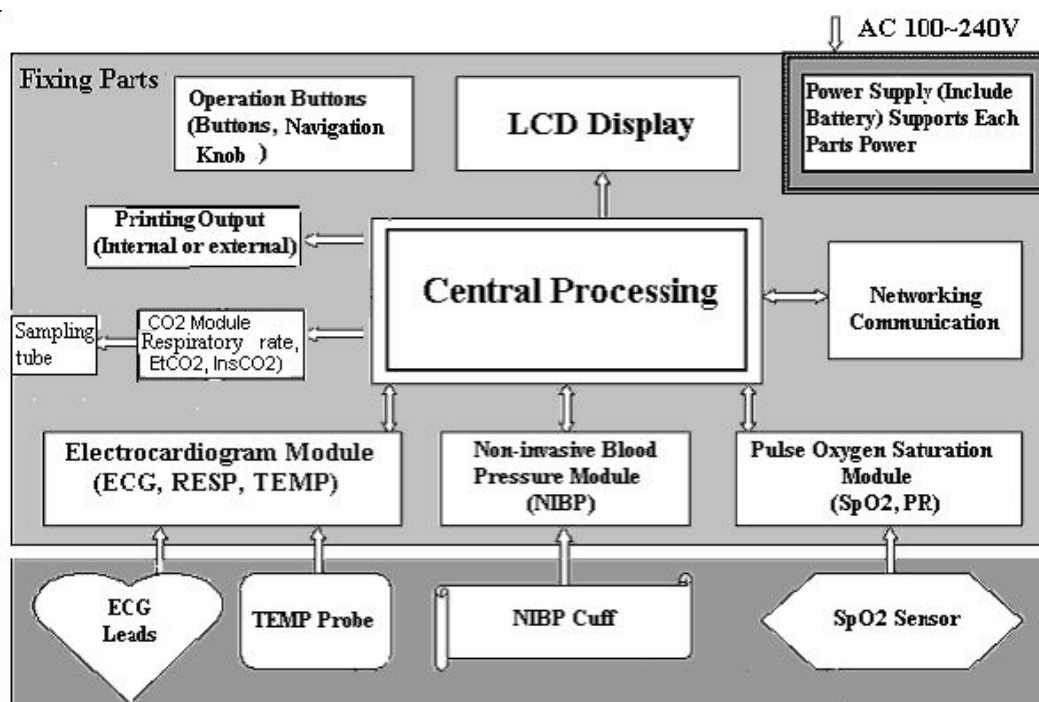 AC 100~240V
Fixing Parts
Operation Buttons
(Buttons, Navigation
Knob )
LCD Display
Power Supply (Include
Battery) Supports Each
Parts Power
Printing Output
(Internal or external)
Central Processing
Networking
Communication
Sampling
tube
CO2 Module
Respiratory rate,
EtCO2, InsCO2)
Electrocardiogram Module
(ECG, RESP, TEMP)
Non-invasive Blood
Pressure Module
(NIBP)
Pulse Oxygen Saturation
Module
(SpO2, PR)
ECG
Leads
TEMP Probe
NIBP Cuff
SpO2 Sensor